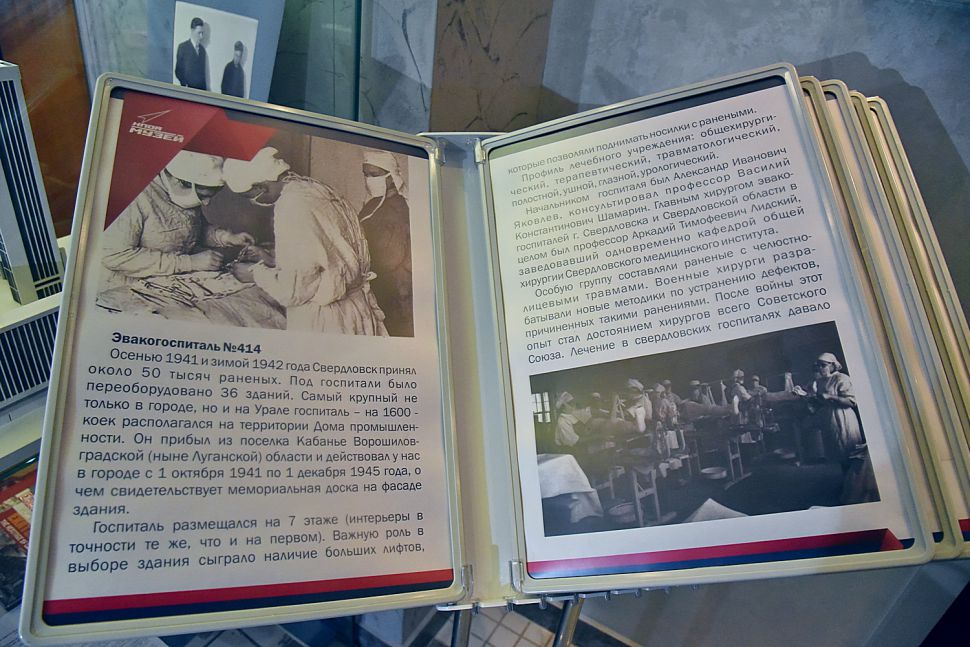 НПОА
МУЗЕЙ
Эвакогоспиталь №414
Осенью 1941 и зимой 1942 года Свердловск принял
около 50 тысяч раненых. Под госпитали было
переоборудовано 36 зданий. Самый крупный не
только в городе, но и на Урале госпиталь – на 1600
коек располагался на территории Дома промышлен-
ности. Он прибыл из поселка Кабанье Ворошилов-
градской (ныне Луганской) области и действовал у нас
в городе с 1 октября 1941 по 1 декабря 1945 года, о
чем свидетельствует мемориальная доска на фасаде
здания.
Госпиталь размещался на 7 этаже (интерьеры в
точности те же, что и на первом). Важную роль в
выборе здания сыграло наличие больших лифтов,
которые позволяли поднимать носилки с ранеными.
Профиль лечебного учреждения: общехирурги-
ческий, терапевтический, травматологический,
полостной, ушной, глазной, урологический.
Начальником госпиталя был Александр Иванович
Яковлев, консультировал профессор Василий
Константинович Шамарин. Главным хирургом эвако-
госпиталей г. Свердловска и Свердловской области в
целом был профессор Аркадий Тимофеевич Лидский,
заведовавший одновременно кафедрой общей
хирургии Свердловского медицинского института.
Особую группу составляли раненые с челюстно-
лицевыми травмами. Военные хирурги разра-
батывали новые методики по устранению дефектов,
причиненных такими ранениями. После войны этот
опыт стал достоянием хирургов всего Советского
Союза. Лечение в свердловских госпиталях давало